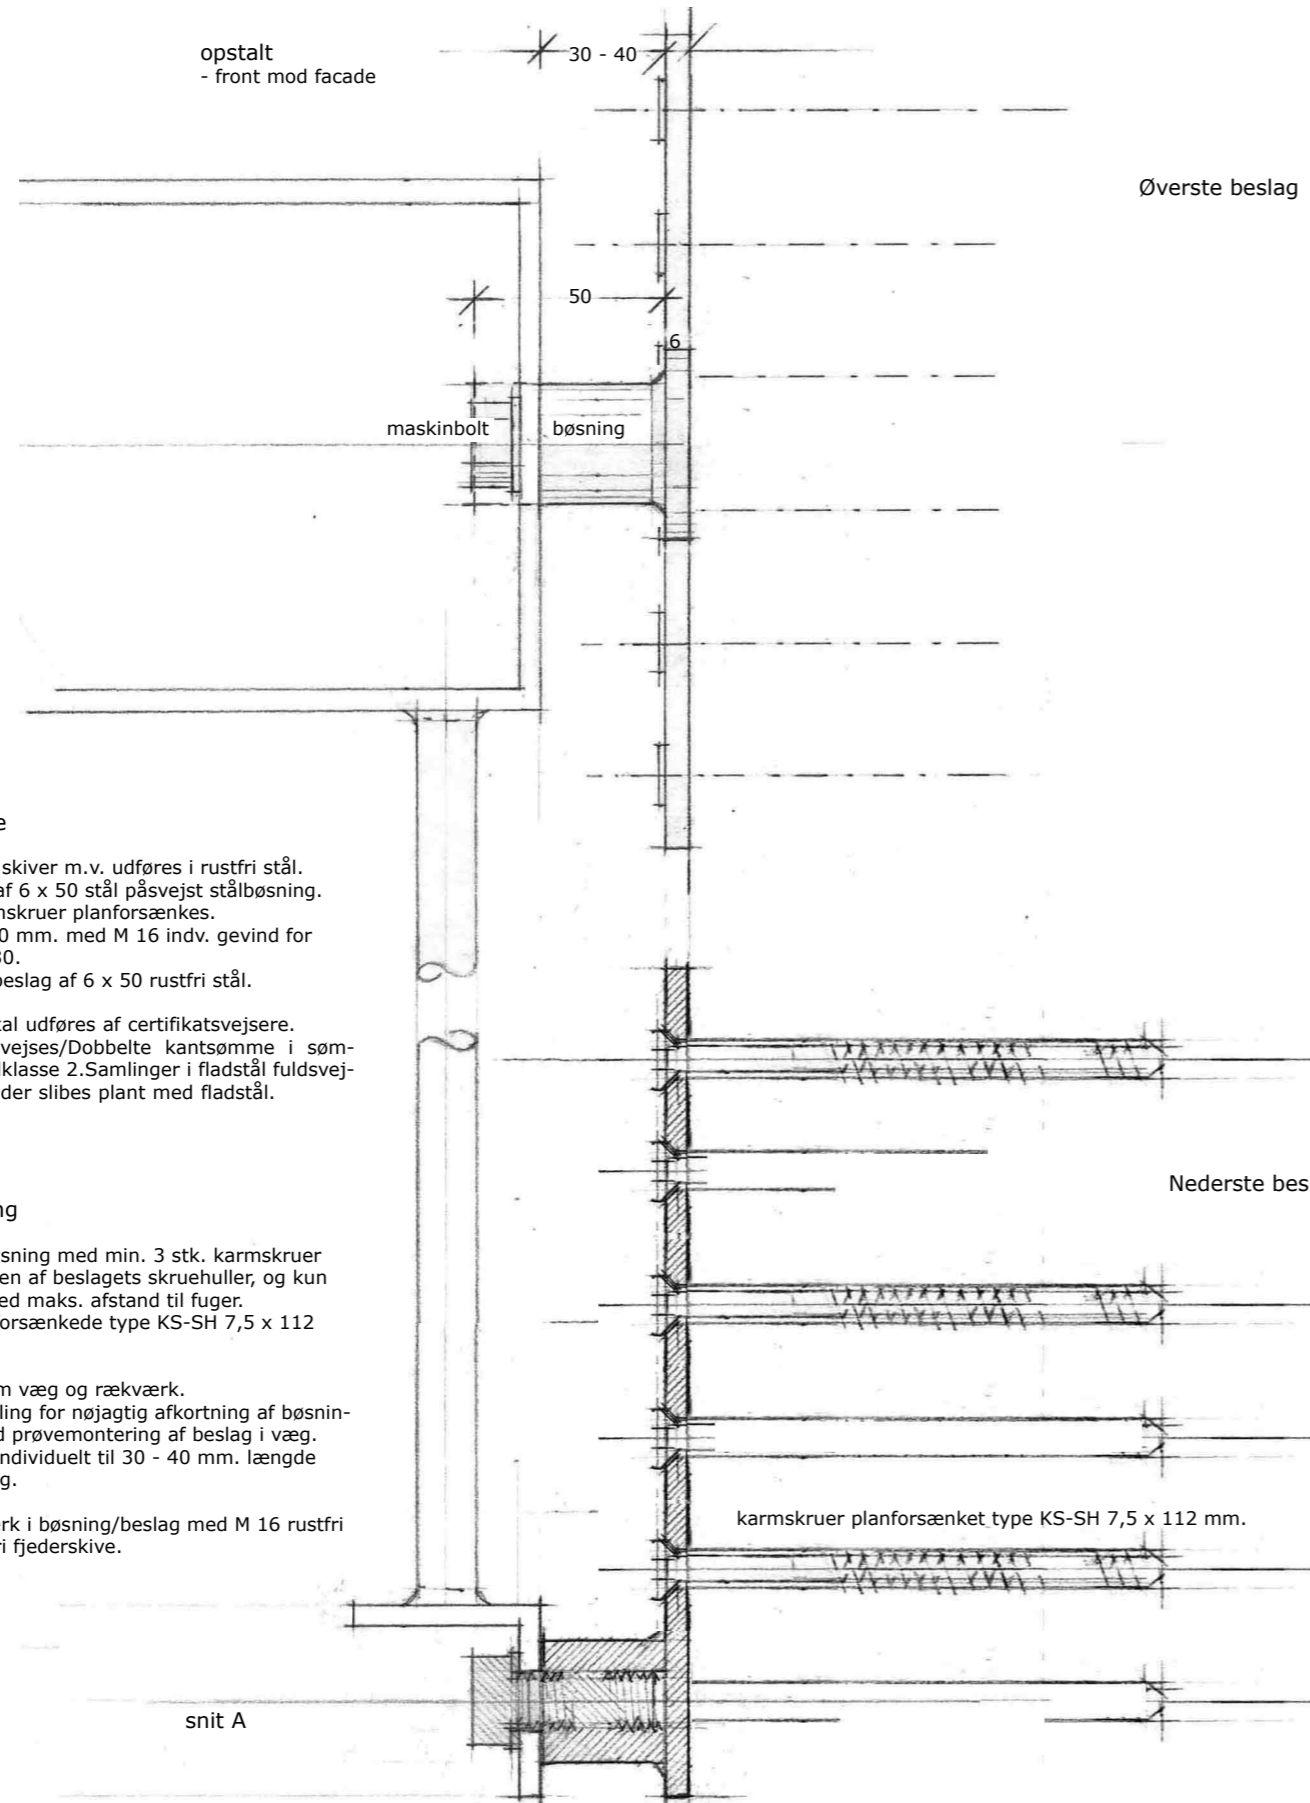 opstalt
- front mod facade
30 - 40
Øverste beslag
50
6
maskinbolt
bøsning
e
skiver m.v. udføres i rustfri stål.
af 6 x 50 stål påsvejst stålbøsning.
nskruer planforsænkes.
0 mm. med M 16 indv. gevind for
30.
beslag af 6 x 50 rustfri stål.
kal udføres af certifikatsvejsere.
vejses/Dobbelte kantsømme i søm-
dklasse 2.Samlinger i fladstål fuldsvej-
der slibes plant med fladstål.
Nederste bes
ng
sning med min. 3 stk. karmskruer
en af beslagets skruehuller, og kun
ed maks. afstand til fuger.
forsænkede type KS-SH 7,5 x 112
m væg og rækværk.
ling for nøjagtig afkortning af bøsnin-
d prøvemontering af beslag i væg.
individuelt til 30 - 40 mm. længde
g.
rk i bøsning/beslag med M 16 rustfri
ri fjederskive.
karmskruer planforsænket type KS-SH 7,5 x 112 mm.
snit A